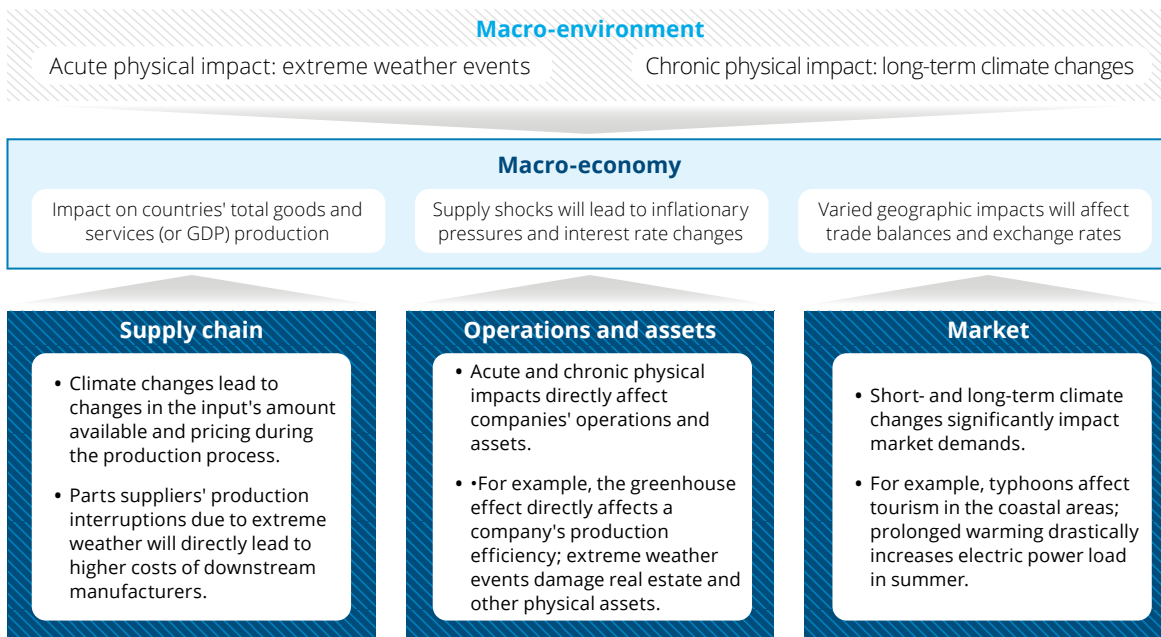 Macro-environment
Acute physical impact: extreme weather events
Chronic physical impact: long-term climate changes
Macro-economy
Impact on countries' total goods and
services (or GDP) production
Supply shocks will lead to inflationary
pressures and interest rate changes
Varied geographic impacts will affect
trade balances and exchange rates
Supply chain
• Climate changes lead to
changes in the input's amount
available and pricing during
the production process.
• Parts suppliers' production
interruptions due to extreme
weather will directly lead to
higher costs of downstream
manufacturers.
Operations and assets
• Acute and chronic physical
impacts directly affect
companies' operations and
assets.
• •For example, the greenhouse
effect directly affects a
company's production
efficiency; extreme weather
events damage real estate and
other physical assets.
Market
• Short- and long-term climate
changes significantly impact
market demands.
• For example, typhoons affect
tourism in the coastal areas;
prolonged warming drastically
increases electric power load
in summer.